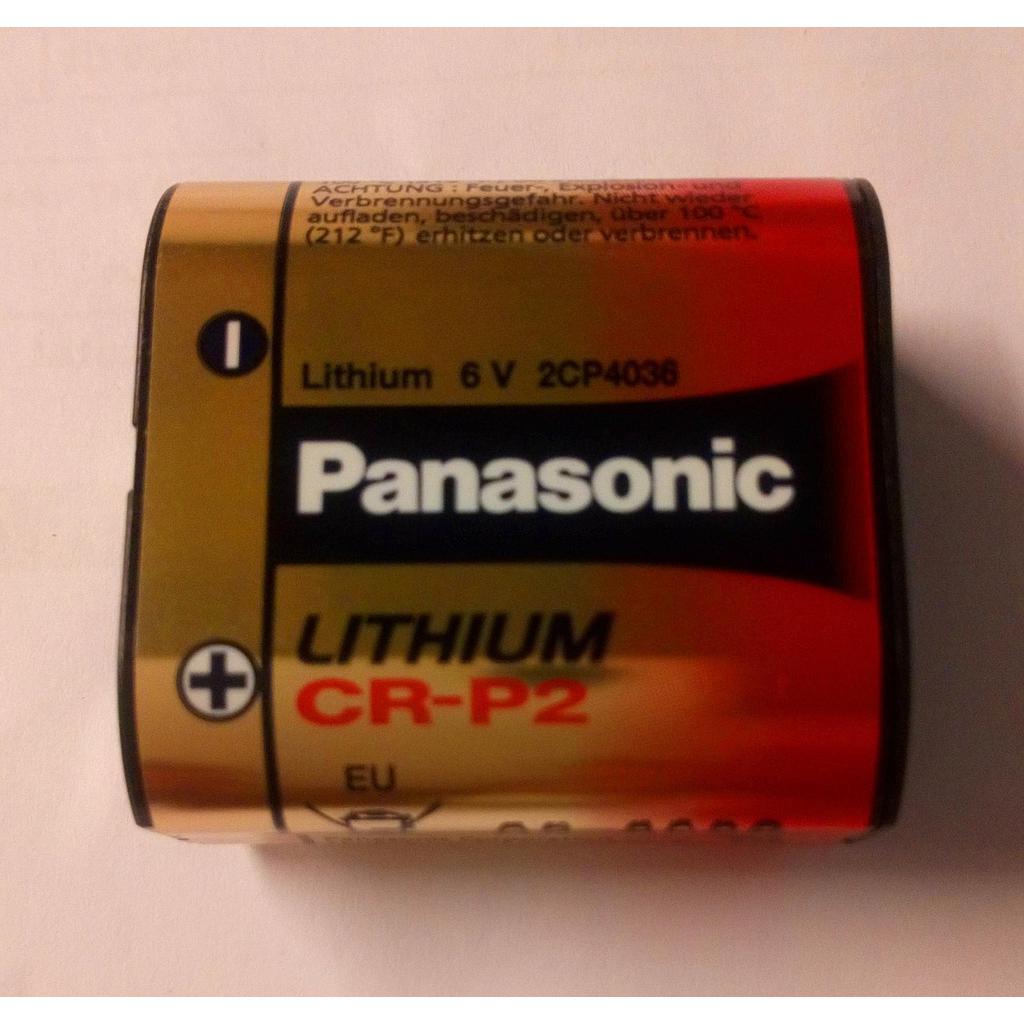 ACHTUNG : Feuer-, Explosion- und
Verbrennungsgefahr. Nicht wieder
aufladen, beschädigen, über 100 °C
(212 °F) erhitzen oder verbrennen.
Lithium 6 V 2CP4036
Panasonic
LITHIUM
CR-P2
EU